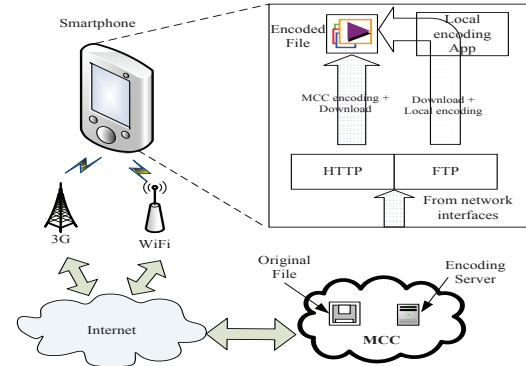 Smartphone
Encoded
File
Local
encoding
App
MCC encoding +
Download
Download +
Local encoding
HTTP
FTP
From network
interfaces
3G
WiFi
Internet
Original
File
Encoding
Server
MCC